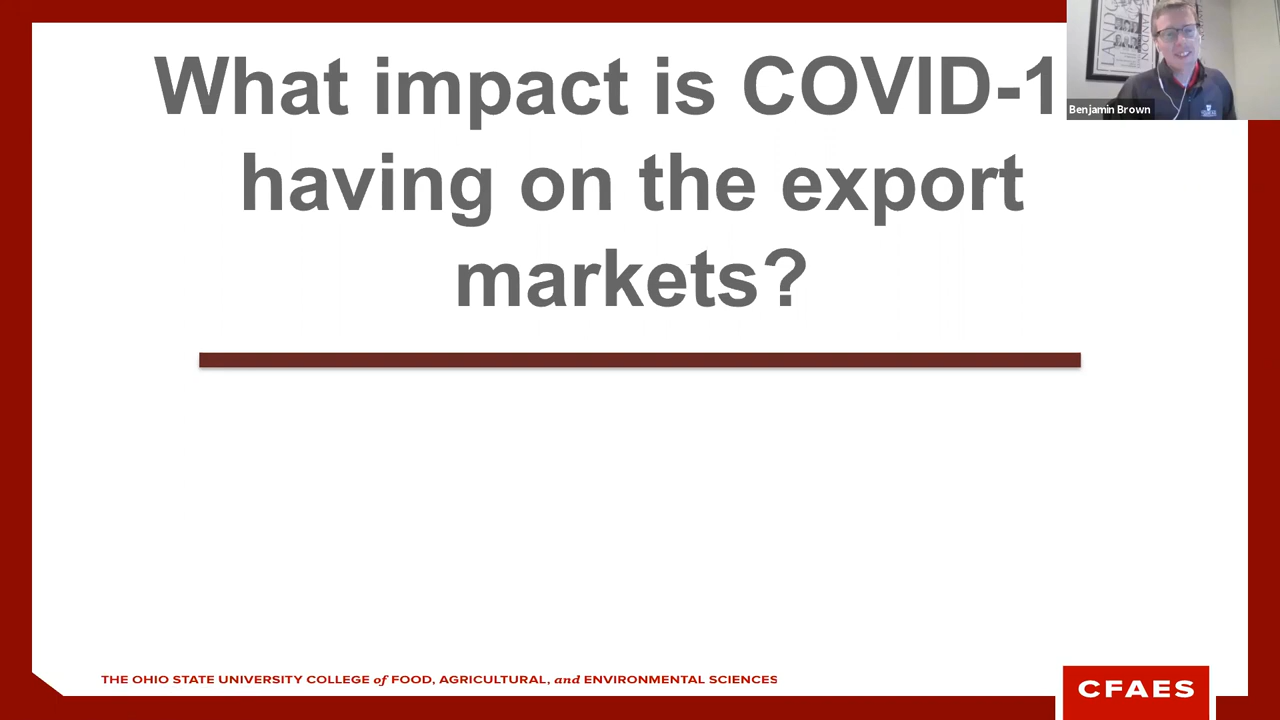 What impact is COVID-1
having on the export
markets?
Benjamin Brown
THE OHIO STATE UNIVERSITY COLLEGE of FOOD, AGRICULTURAL, and ENVIRONMENTAL SCIENCES
CFAES